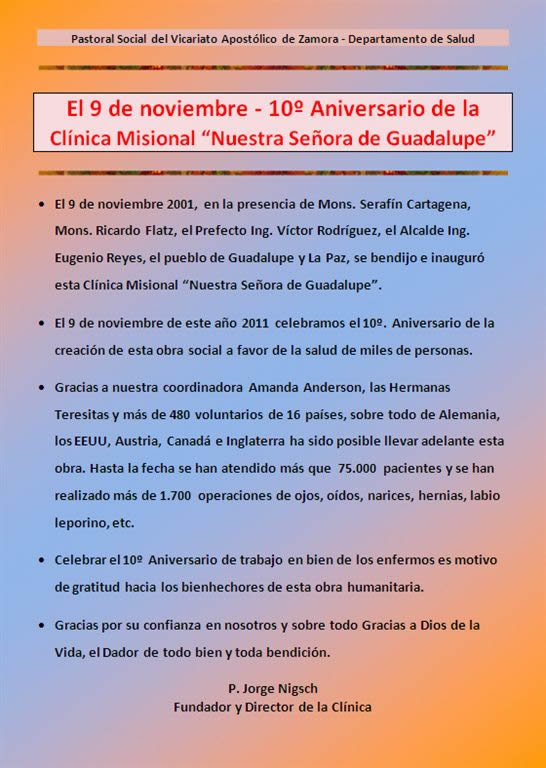 Pastoral Social del Vicariato Apostólico de Zamora - Departamento de Salud
El 9 de noviembre - 10º Aniversario de la
Clínica Misional “Nuestra Señora de Guadalupe”
• El 9 de noviembre 2001, en la presencia de Mons. Serafín Cartagena,
Mons. Ricardo Flatz, el Prefecto Ing. Víctor Rodríguez, el Alcalde Ing.
Eugenio Reyes, el pueblo de Guadalupe y La Paz, se bendijo e inauguró
esta Clínica Misional “Nuestra Señora de Guadalupe”.
• El 9 de noviembre de este año 2011 celebramos el 10º. Aniversario de la
creación de esta obra social a favor de la salud de miles de personas.
• Gracias a nuestra coordinadora Amanda Anderson, las Hermanas
Teresitas y más de 480 voluntarios de 16 países, sobre todo de Alemania,
los EEUU, Austria, Canadá e Inglaterra ha sido posible llevar adelante esta
obra. Hasta la fecha se han atendido más que 75.000 pacientes y se han
realizado más de 1.700 operaciones de ojos, oídos, narices, hernias, labio
leporino, etc.
• Celebrar el 10º Aniversario de trabajo en bien de los enfermos es motivo
de gratitud hacia los bienhechores de esta obra humanitaria.
• Gracias por su confianza en nosotros y sobre todo Gracias a Dios de la
Vida, el Dador de todo bien y toda bendición.
P. Jorge Nigsch
Fundador y Director de la Clínica